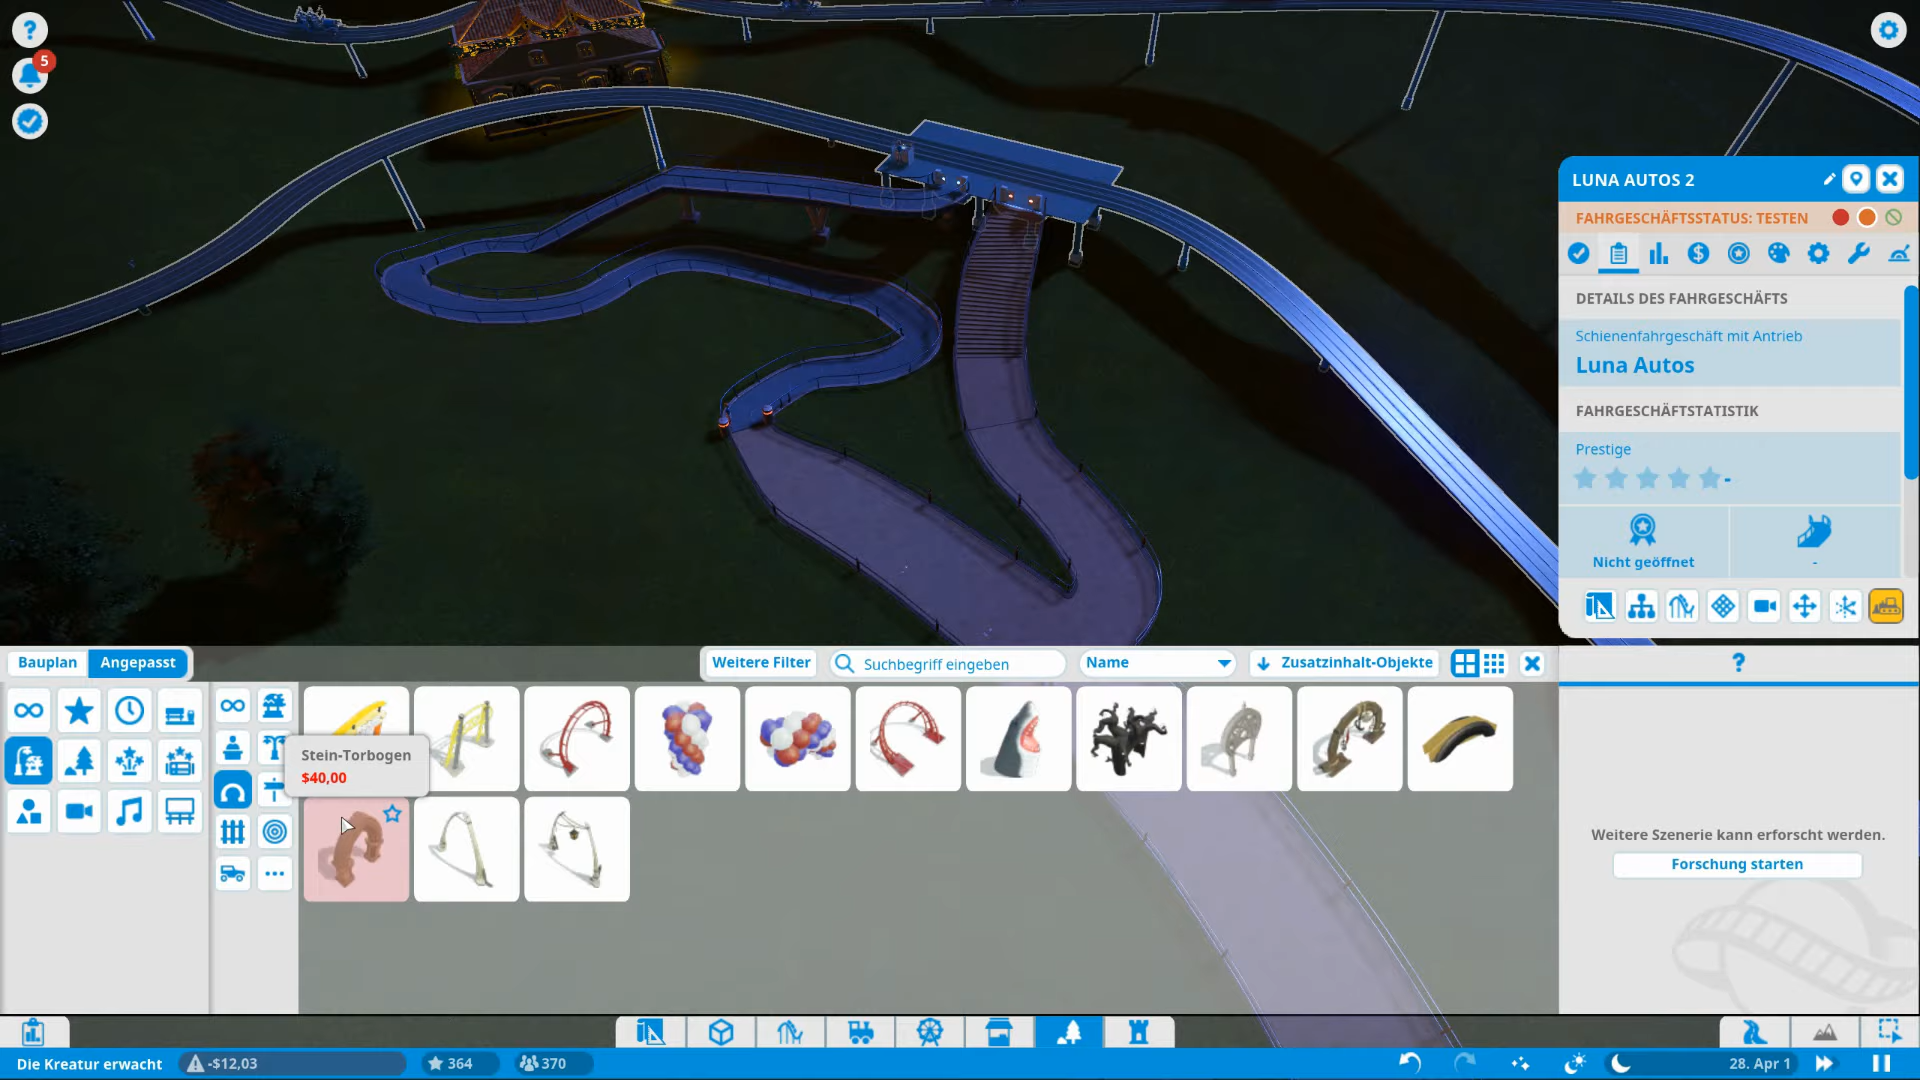 5
LUNA AUTOS 2
FAHRGESCHÄFTSSTATUS: TESTEN
DETAILS DES FAHRGESCHÄFTS
Schienenfahrgeschäft mit Antrieb
Luna Autos
FAHRGESCHÄFTSTATISTIK
Prestige
-
Nicht geöffnet
-
Bauplan
Angepasst
Weitere Filter
Suchbegriff eingeben
Name
Zusatzinhalt-Objekte
Stein-Torbogen
$40,00
Weitere Szenerie kann erforscht werden.
Forschung starten
Die Kreatur erwacht
-$12,03
364
370
28. Apr 1